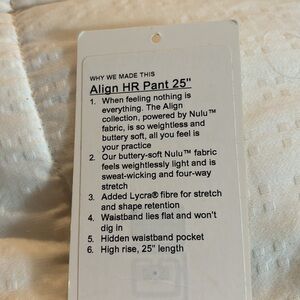 WHY WE MADE THIS
Align HR Pant 25"
1. When feeling nothing is
everything. The Align
collection, powered by Nulu™
fabric, is so weightless and
buttery soft, all you feel is
your practice
2. Our buttery-soft Nulu™ fabric
feels weightlessly light and is
sweat-wicking and four-way
stretch
3. Added Lycra® fibre for stretch
and shape retention
4. Waistband lies flat and won't
dig in
5. Hidden waistband pocket
6. High rise, 25" length